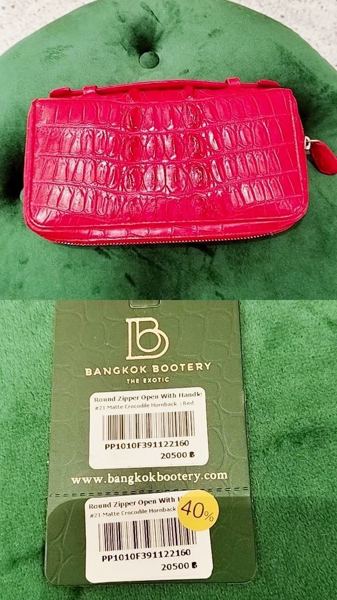 B
BANGKOK BOOTERY
THE EXOTIC
Round Zipper Open With Handle
#21 Matte Crocodile Hornback : Red
PP1010F391122160
20500 ฿
www.bangkokbootery.com
Round Zipper Open With
#21 Matte Crocodile Hornback
40%
PP1010F391122160
20500 ฿